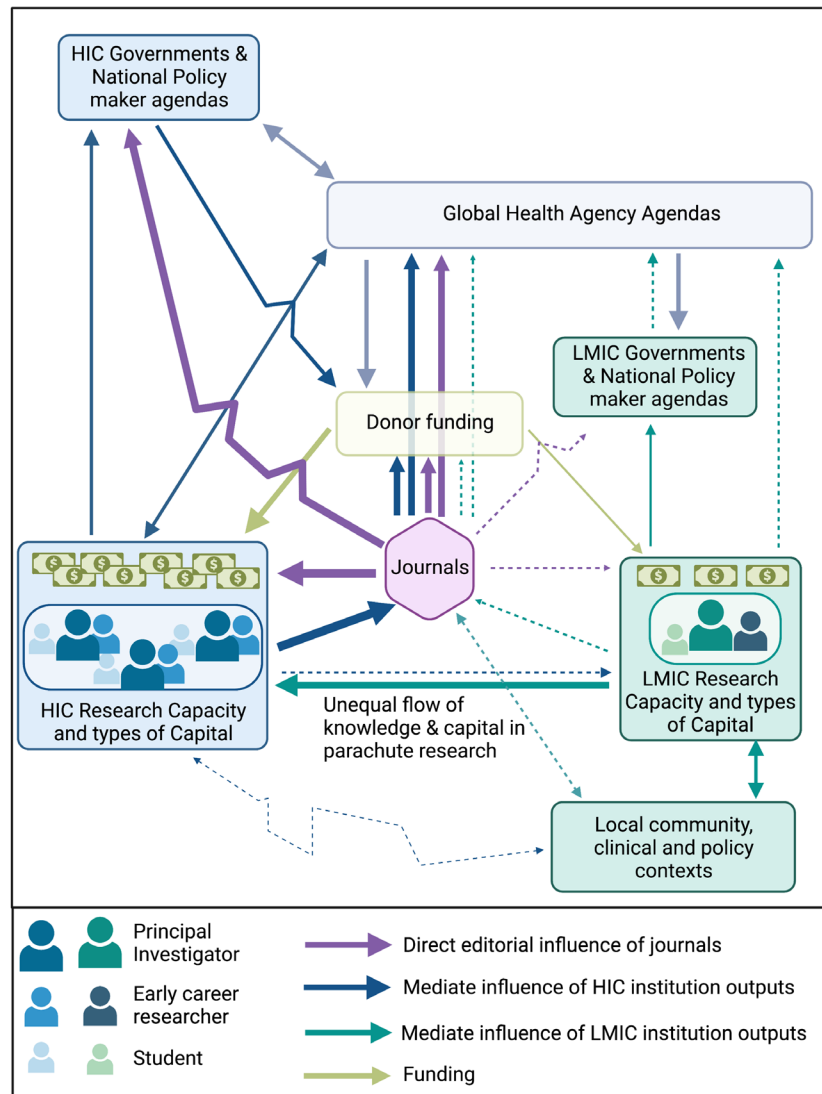 HIC Governments &
National Policy
maker agendas
Global Health Agency Agendas
LMIC Governments
& National Policy
maker agendas
Donor funding
Journals
$ $ $ $ $ $ $ $
$ $ $
HIC Research Capacity
and types of Capital
LMIC Research
Capacity and types
of Capital
Unequal flow of
knowledge & capital in
parachute research
Local community,
clinical and policy
contexts
Principal
Investigator
Early career
researcher
Student
Direct editorial influence of journals
Mediate influence of HIC institution outputs
Mediate influence of LMIC institution outputs
Funding